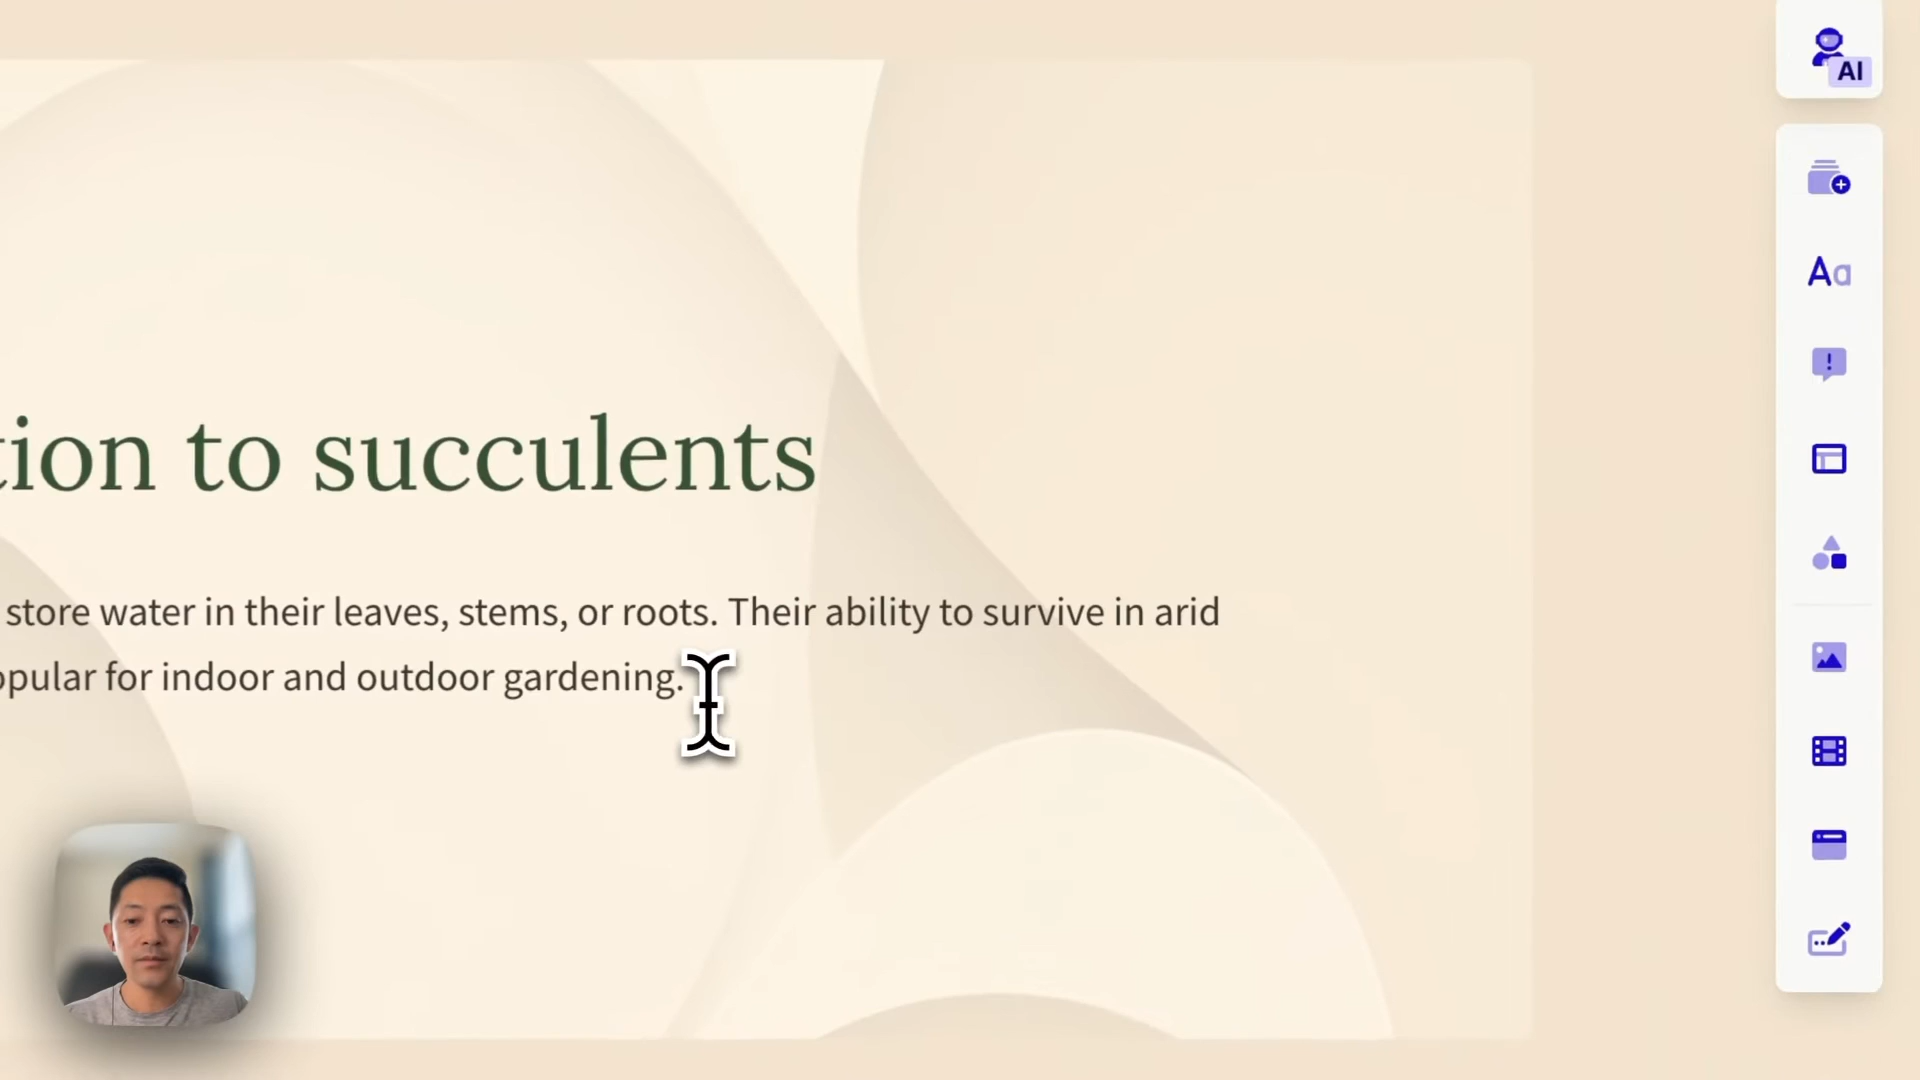 AI
Aa
tion to succulents
store water in their leaves, stems, or roots. Their ability to survive in arid
opular for indoor and outdoor gardening.